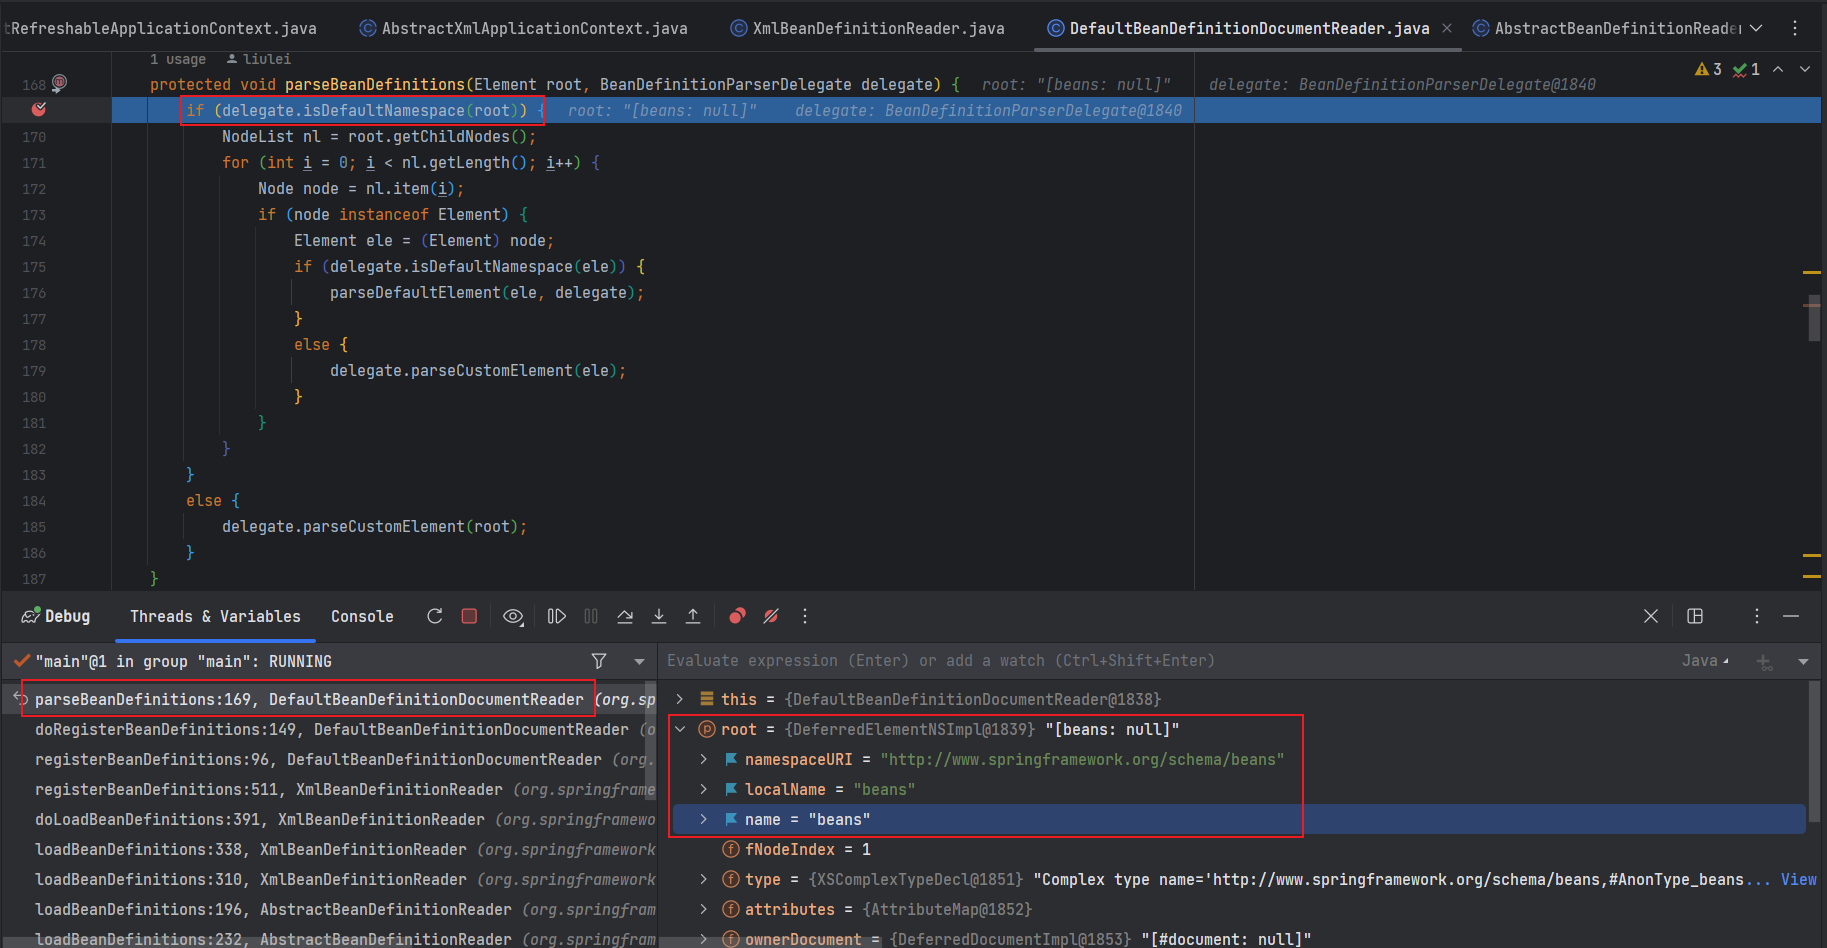 tRefreshableApplicationContext.java AbstractXmlApplicationContext.java XmlBeanDefinitionReader.java DefaultBeanDefinitionDocumentReader.java AbstractBeanDefinitionReader
1 usage liulei
168 protected void parseBeanDefinitions(Element root, BeanDefinitionParserDelegate delegate) { root: "[beans: null]" delegate: BeanDefinitionParserDelegate@1840
3 1
if (delegate.isDefaultNamespace(root)) { root: "[beans: null]" delegate: BeanDefinitionParserDelegate@1840
170 NodeList nl = root.getChildNodes();
171 for (int i = 0; i < nl.getLength(); i++) {
172 Node node = nl.item(i);
173 if (node instanceof Element) {
174 Element ele = (Element) node;
175 if (delegate.isDefaultNamespace(ele)) {
176 parseDefaultElement(ele, delegate);
177 }
178 else {
179 delegate.parseCustomElement(ele);
180 }
181 }
182 }
183 }
184 else {
185 delegate.parseCustomElement(root);
186 }
187 }
Debug Threads & Variables Console
"main"@1 in group "main": RUNNING
parseBeanDefinitions:169, DefaultBeanDefinitionDocumentReader (org.sp
doRegisterBeanDefinitions:149, DefaultBeanDefinitionDocumentReader (o
registerBeanDefinitions:96, DefaultBeanDefinitionDocumentReader (org.
registerBeanDefinitions:511, XmlBeanDefinitionReader (org.springframe
doLoadBeanDefinitions:391, XmlBeanDefinitionReader (org.springframewo
loadBeanDefinitions:338, XmlBeanDefinitionReader (org.springframework
loadBeanDefinitions:310, XmlBeanDefinitionReader (org.springframework
loadBeanDefinitions:196, AbstractBeanDefinitionReader (org.springfram
loadBeanDefinitions:232, AbstractBeanDefinitionReader (org.springfram
Evaluate expression (Enter) or add a watch (Ctrl+Shift+Enter) Java
this = {DefaultBeanDefinitionDocumentReader@1838}
root = {DeferredElementNSImpl@1839} "[beans: null]"
namespaceURI = "http://www.springframework.org/schema/beans"
localName = "beans"
name = "beans"
fNodeIndex = 1
type = {XSComplexTypeDecl@1851} "Complex type name='http://www.springframework.org/schema/beans,#AnonType_beans... View
attributes = {AttributeMap@1852}
ownerDocument = {DeferredDocumentImpl@1853} "[#document: null]"